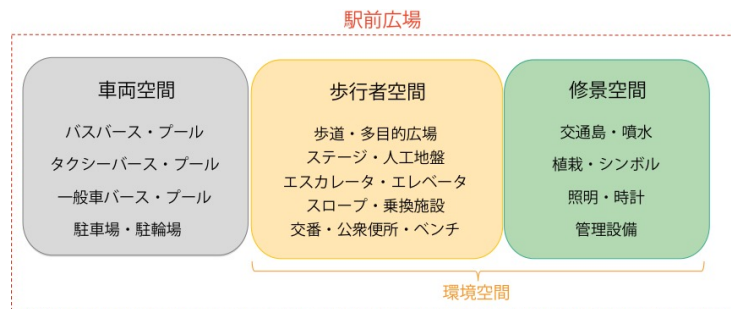 駅前広場
車両空間
バスバース・プール
タクシーバース・プール
一般車バース・プール
駐車場・駐輪場
歩行者空間
歩道・多目的広場
ステージ・人工地盤
エスカレータ・エレベータ
スロープ・乗換施設
交番・公衆便所・ベンチ
修景空間
交通島・噴水
植栽・シンボル
照明・時計
管理設備
環境空間